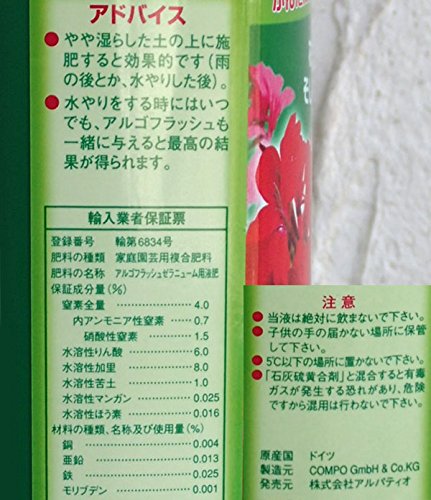 アドバイス
●やや湿らした土の上に施
肥すると効果的です（雨
の後とか、水やりした後）。
●水やりをする時にはいつ
でも、アルゴフラッシュも
一緒に与えると最高の結
果が得られます。
輸入業者保証票
登録番号 輸第6834号
肥料の種類 家庭園芸用複合肥料
肥料の名称 アルゴフラッシュゼラニューム用液肥
保証成分量(%)
窒素全量 4.0
内アンモニア性窒素 0.7
硝酸性窒素 1.5
水溶性りん酸 6.0
水溶性加里 8.0
水溶性苦土 1.0
水溶性マンガン 0.025
水溶性ほう素 0.016
材料の種類、名称及び使用量(%)
銅 0.004
亜鉛 0.013
鉄 0.025
モリブデン 0.001
注意
●当液は絶対に飲まないで下さい。
●子供の手の届かない場所に保管
して下さい。
●5℃以下の場所に置かないで下さい。
●「石灰硫黄合剤」と混合すると有毒
ガスが発生する恐れがあり、危険
ですから混用は行わないで下さい。
原産国 ドイツ
製造元 COMPO GmbH & Co.KG
発売元 株式会社アルパティオ